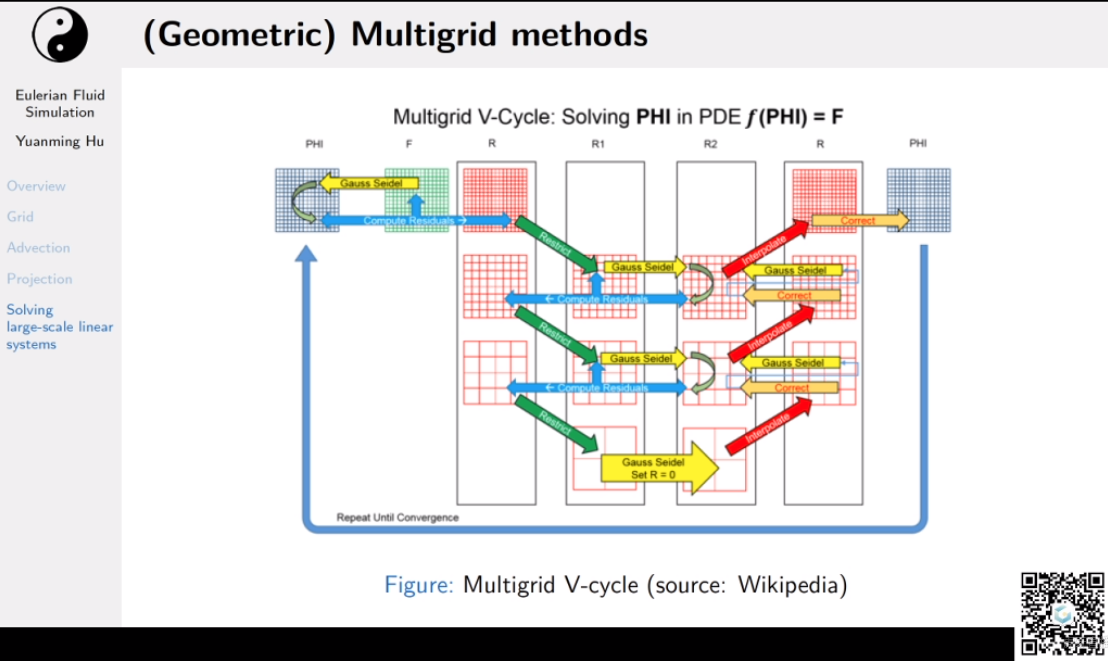 (Geometric) Multigrid methods
Eulerian Fluid
Simulation
Yuanming Hu
Overview
Grid
Advection
Projection
Solving
large-scale linear
systems
Multigrid V-Cycle: Solving PHI in PDE f(PHI) = F
PHI F R R1 R2 R PHI
Gauss Seidel
Compute Residuals →
Correct
Restrict
Interpolate
Gauss Seidel
Gauss Seidel
← Compute Residuals
Correct
Restrict
Interpolate
Gauss Seidel
Gauss Seidel
← Compute Residuals
Correct
Restrict
Interpolate
Gauss Seidel
Set R = 0
Repeat Until Convergence
Figure: Multigrid V-cycle (source: Wikipedia)